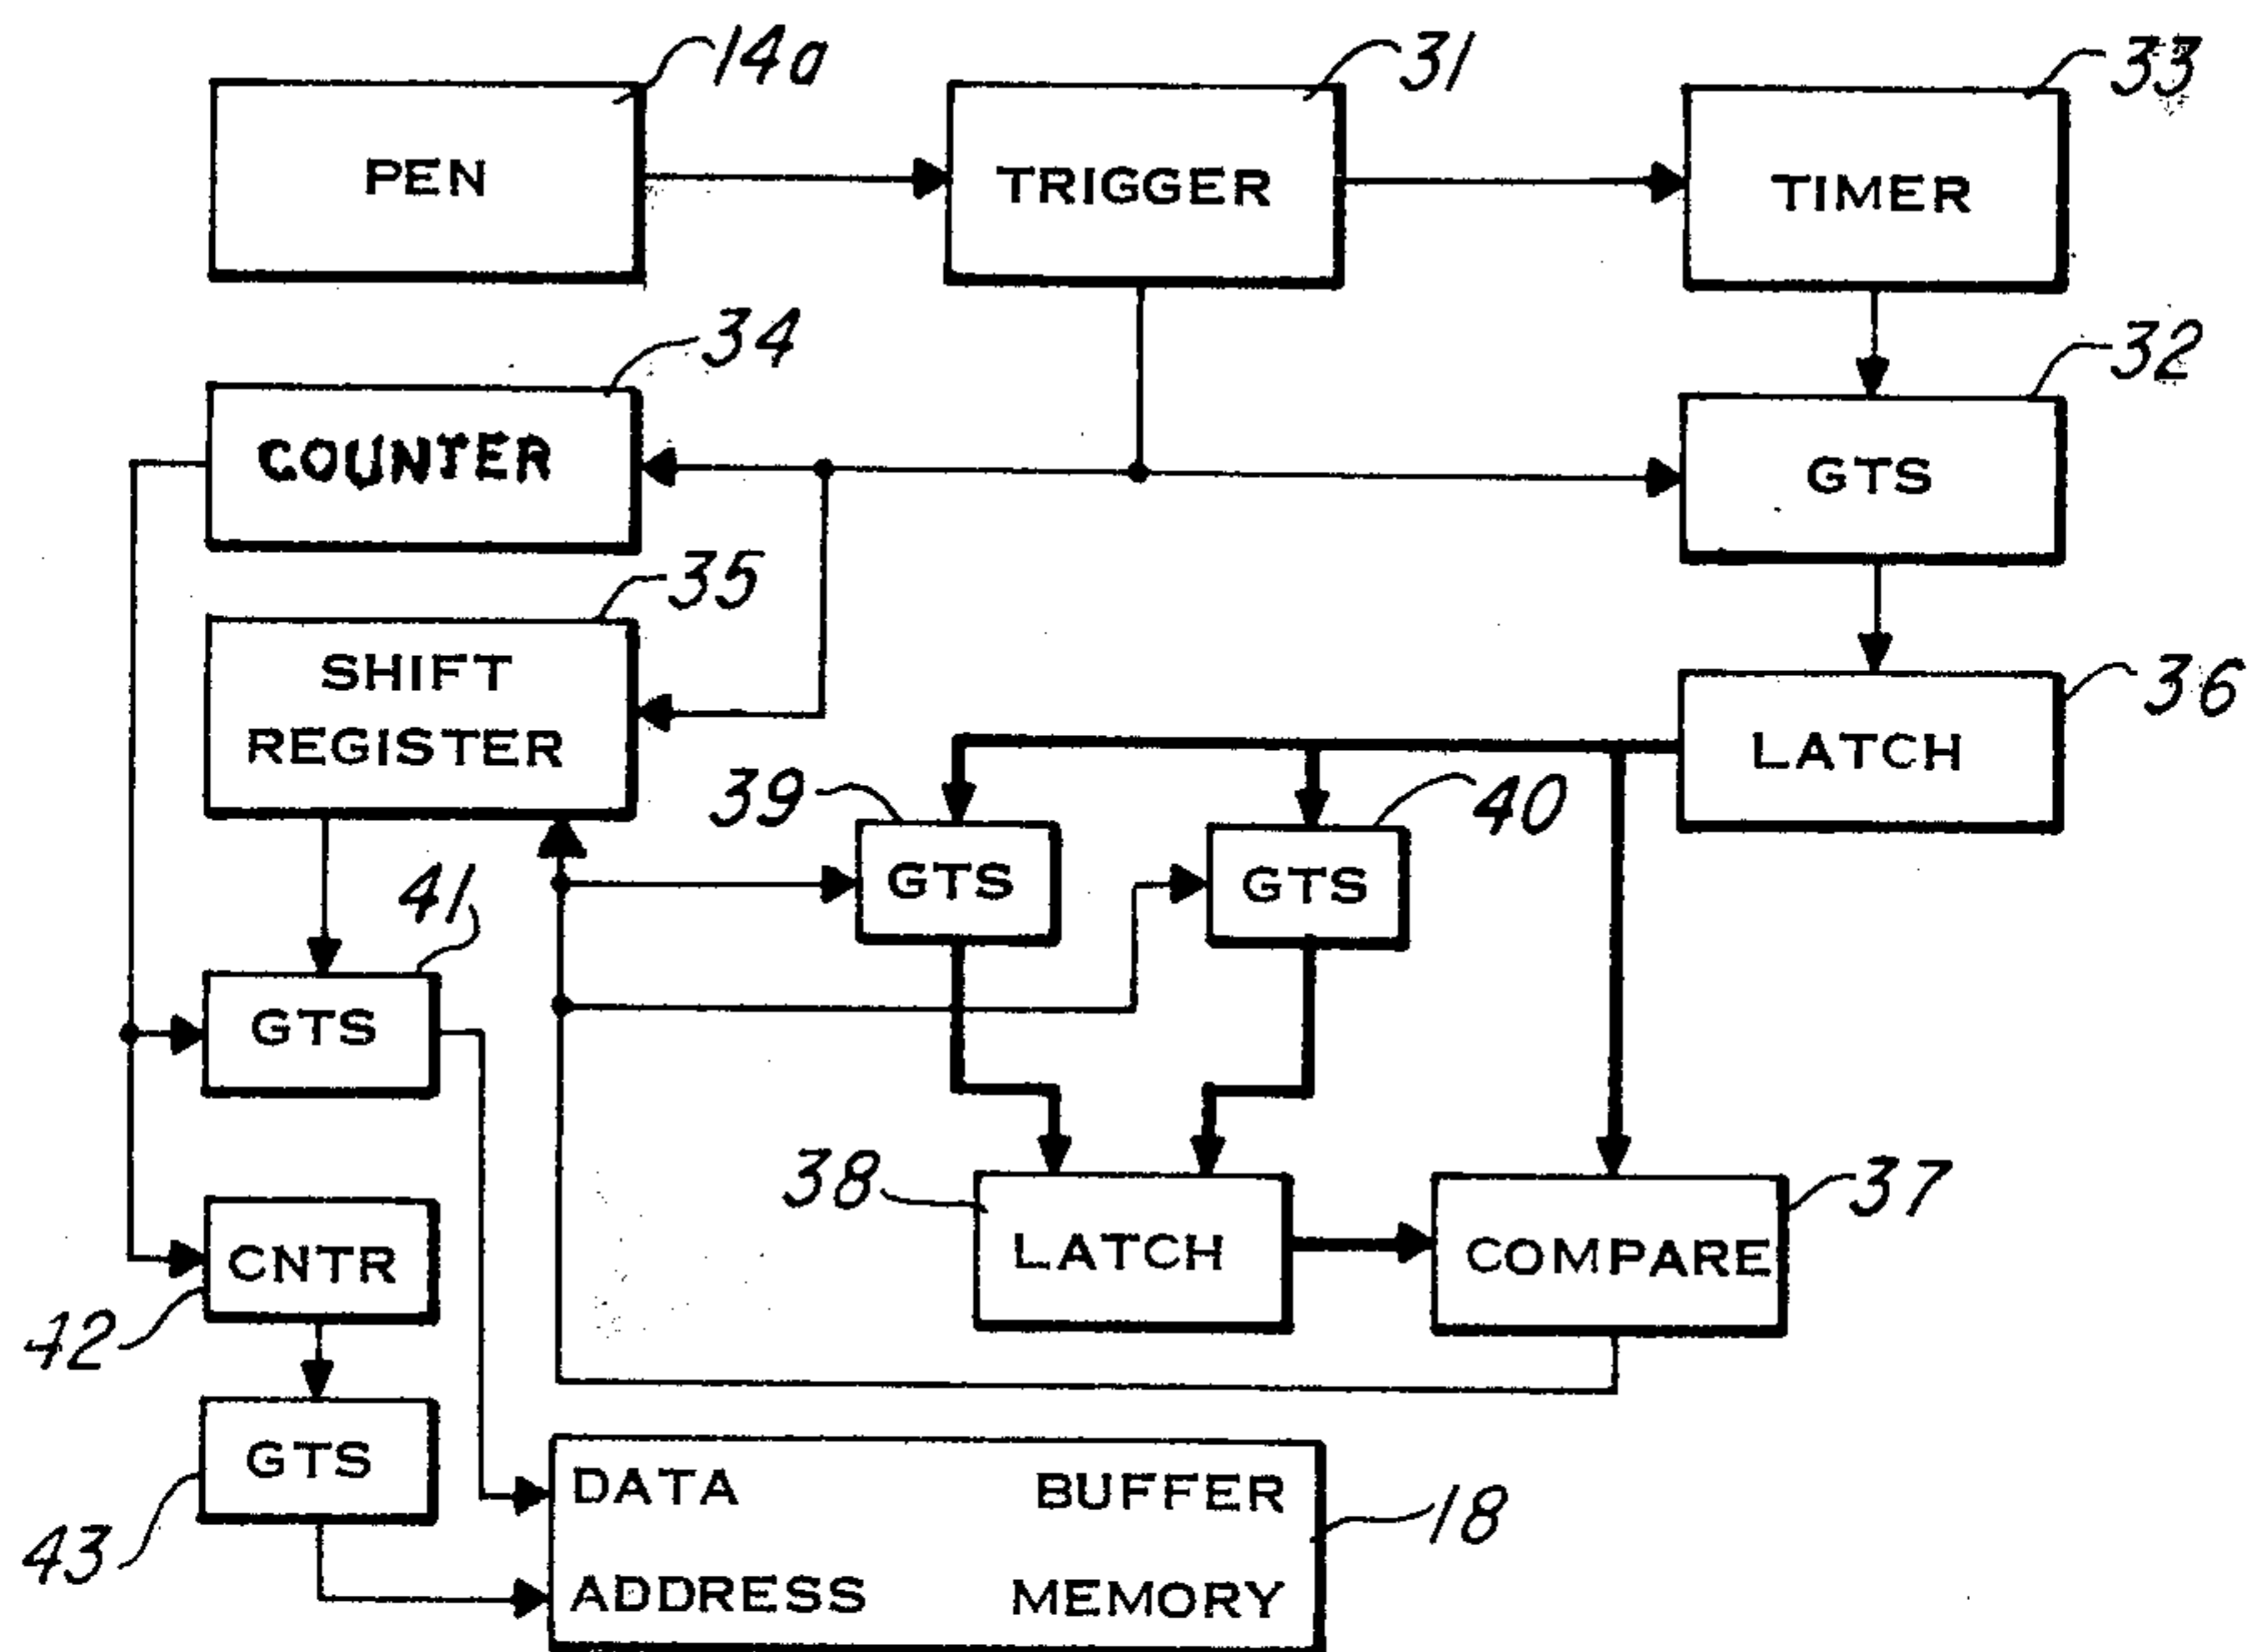 14a
31
33
PEN
TRIGGER
TIMER
34
32
COUNTER
GTS
35
SHIFT
REGISTER
36
LATCH
39
40
GTS
GTS
41
GTS
38
37
LATCH
COMPARE
CNTR
42
GTS
43
DATA
BUFFER
18
ADDRESS
MEMORY